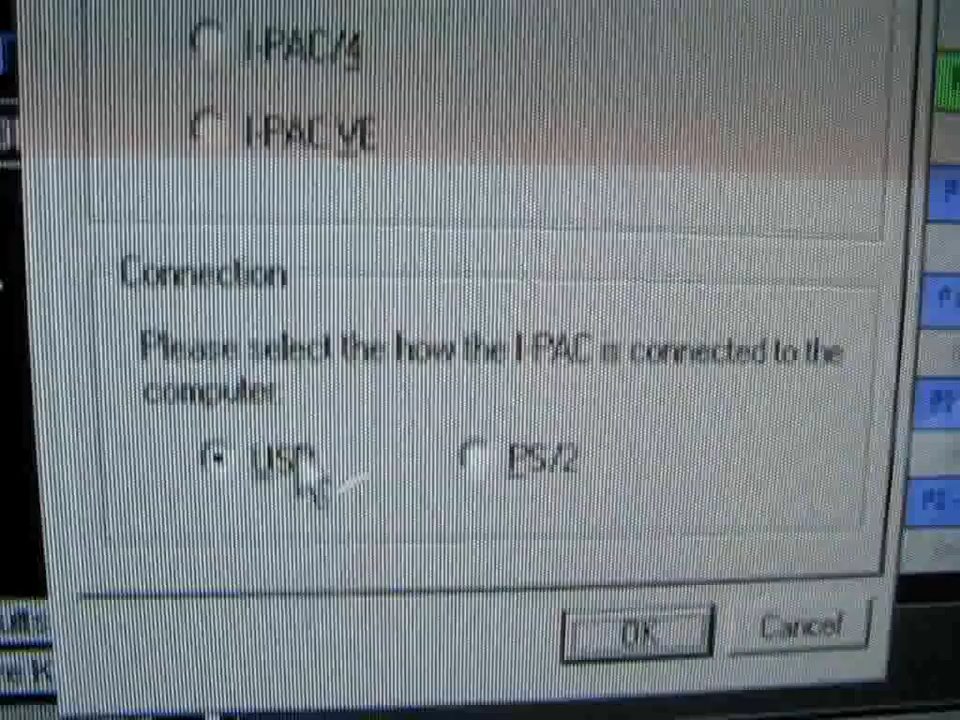 I-PAC/4
I-PAC VE
Connection
Please select the how the I-PAC is connected to the
computer.
USB
PS/2
OK
Cancel